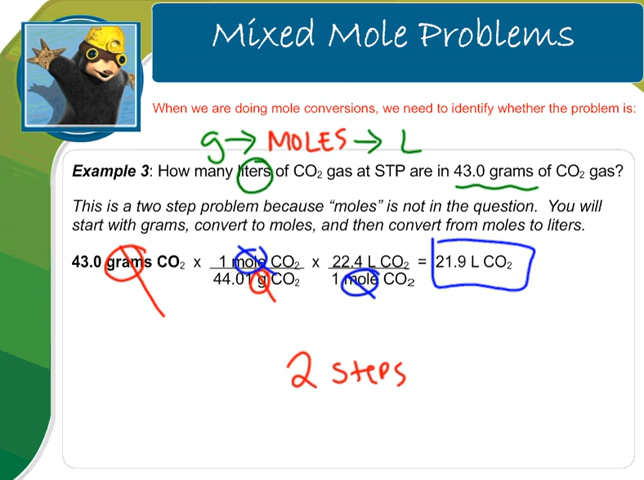 Mixed Mole Problems
When we are doing mole conversions, we need to identify whether the problem is:
g → MOLES → L
Example 3: How many liters of CO₂ gas at STP are in 43.0 grams of CO₂ gas?
This is a two step problem because “moles” is not in the question. You will
start with grams, convert to moles, and then convert from moles to liters.
43.0 grams CO₂ x 1 mole CO₂ x 22.4 L CO₂ = 21.9 L CO₂
44.01 g CO₂ 1 mole CO₂
2 steps